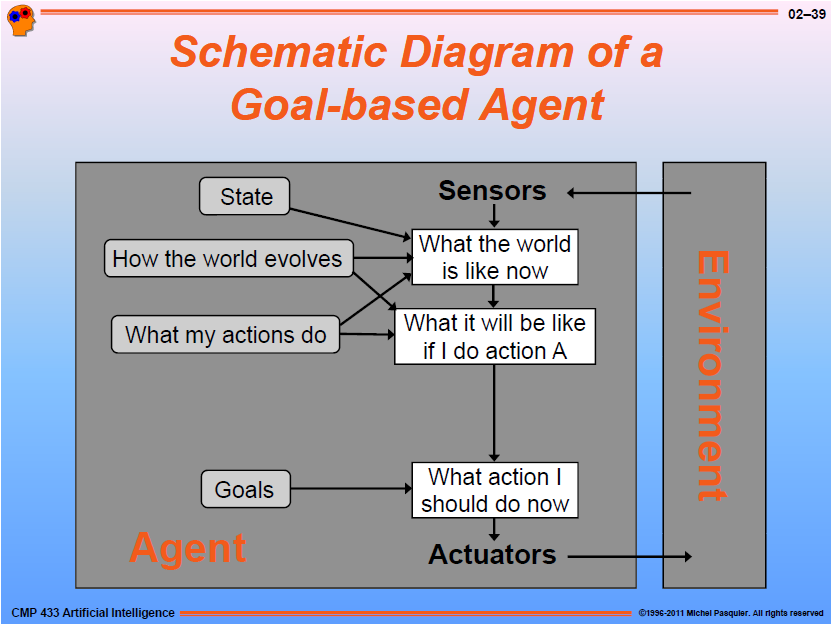 02–39
Schematic Diagram of a
Goal-based Agent
State
Sensors
How the world evolves
What the world
is like now
What my actions do
What it will be like
if I do action A
Goals
What action I
should do now
Agent
Actuators
Environment
CMP 433 Artificial Intelligence
©1996-2011 Michel Pasquier. All rights reserved